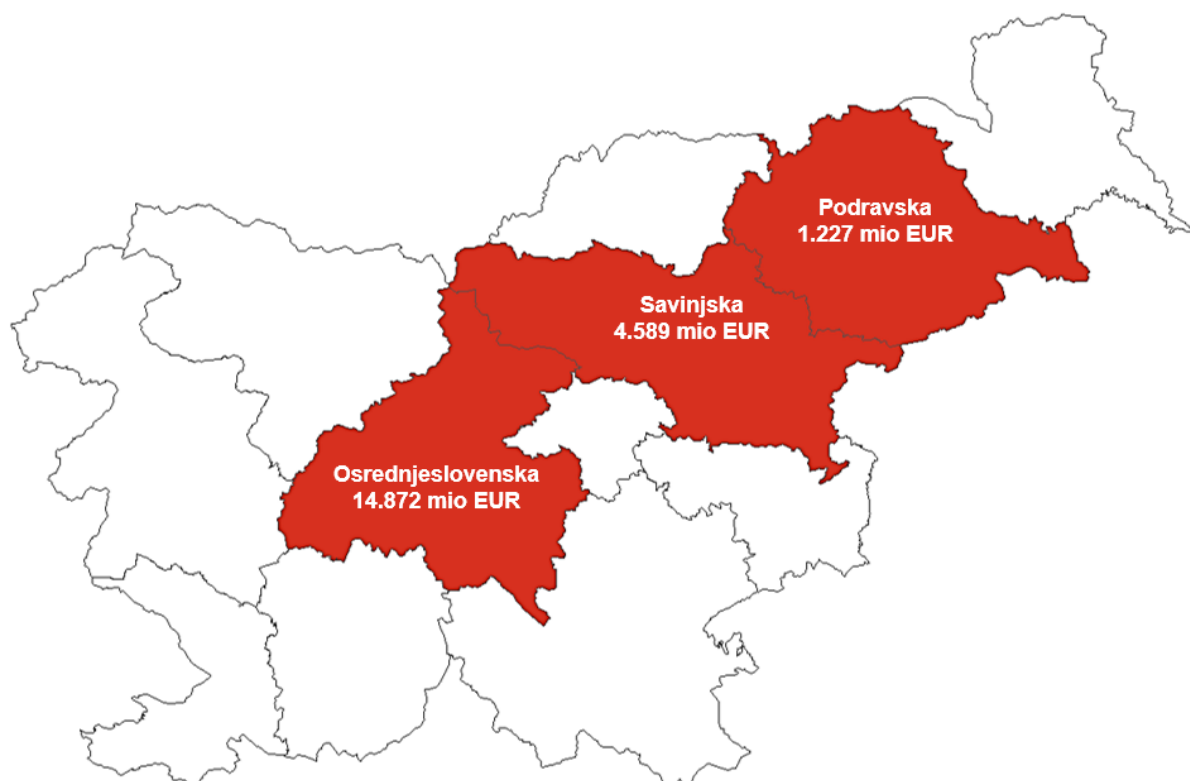 Podravska
1.227 mio EUR
Savinjska
4.589 mio EUR
Osrednjeslovenska
14.872 mio EUR